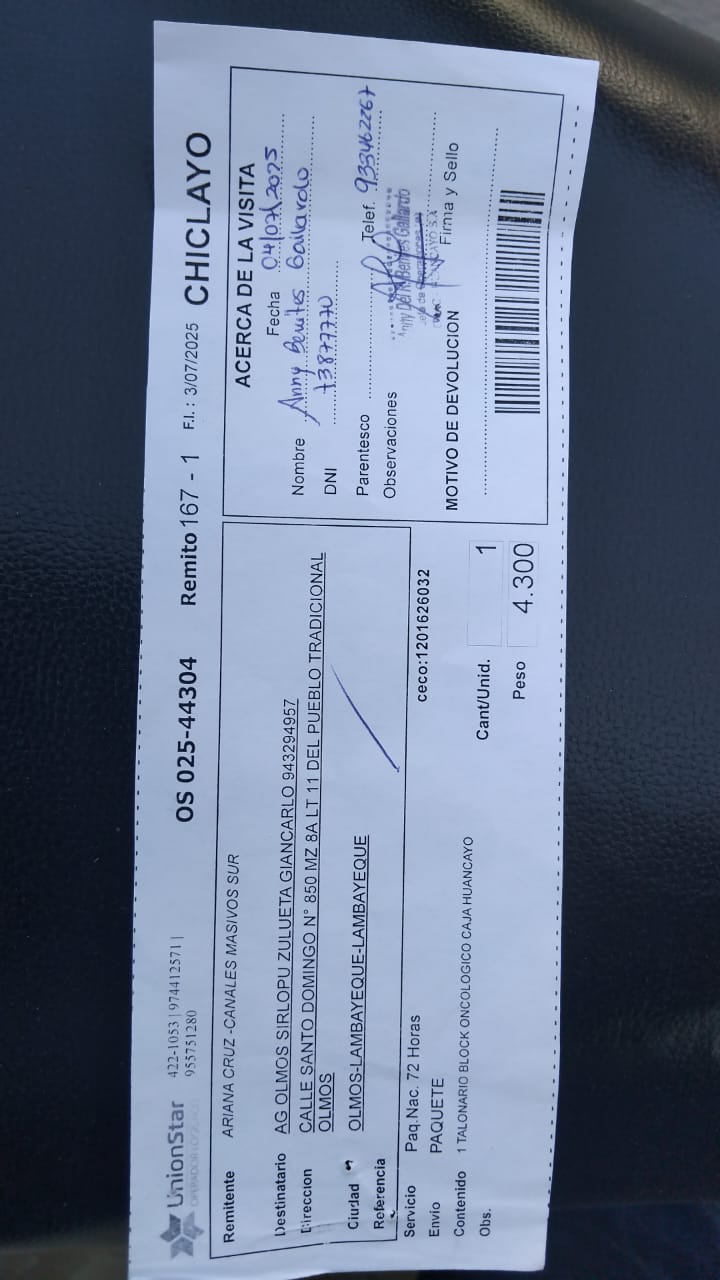 UnionStar
422-1053 | 974412571 |
955751280
OS 025-44304 Remito 167 - 1 F.I.: 3/07/2025 CHICLAYO
Remitente ARIANA CRUZ -CANALES MASIVOS SUR
Destinatario AG OLMOS SIRLOPU ZULUETA GIANCARLO 943294957
Direccion CALLE SANTO DOMINGO N° 850 MZ 8A LT 11 DEL PUEBLO TRADICIONAL
OLMOS
Ciudad OLMOS-LAMBAYEQUE-LAMBAYEQUE
Referencia
Servicio Paq.Nac. 72 Horas ceco:1201626032
Envío PAQUETE
Contenido 1 TALONARIO BLOCK ONCOLOGICO CAJA HUANCAYO
Obs.
Cant/Unid. 1
Peso 4.300
ACERCA DE LA VISITA
Fecha 04/07/2025
Nombre Anny Benites Gallardo
DNI 73877770
Parentesco Telef. 933462267
Observaciones
Benites Gallardo
Firma y Sello
MOTIVO DE DEVOLUCION